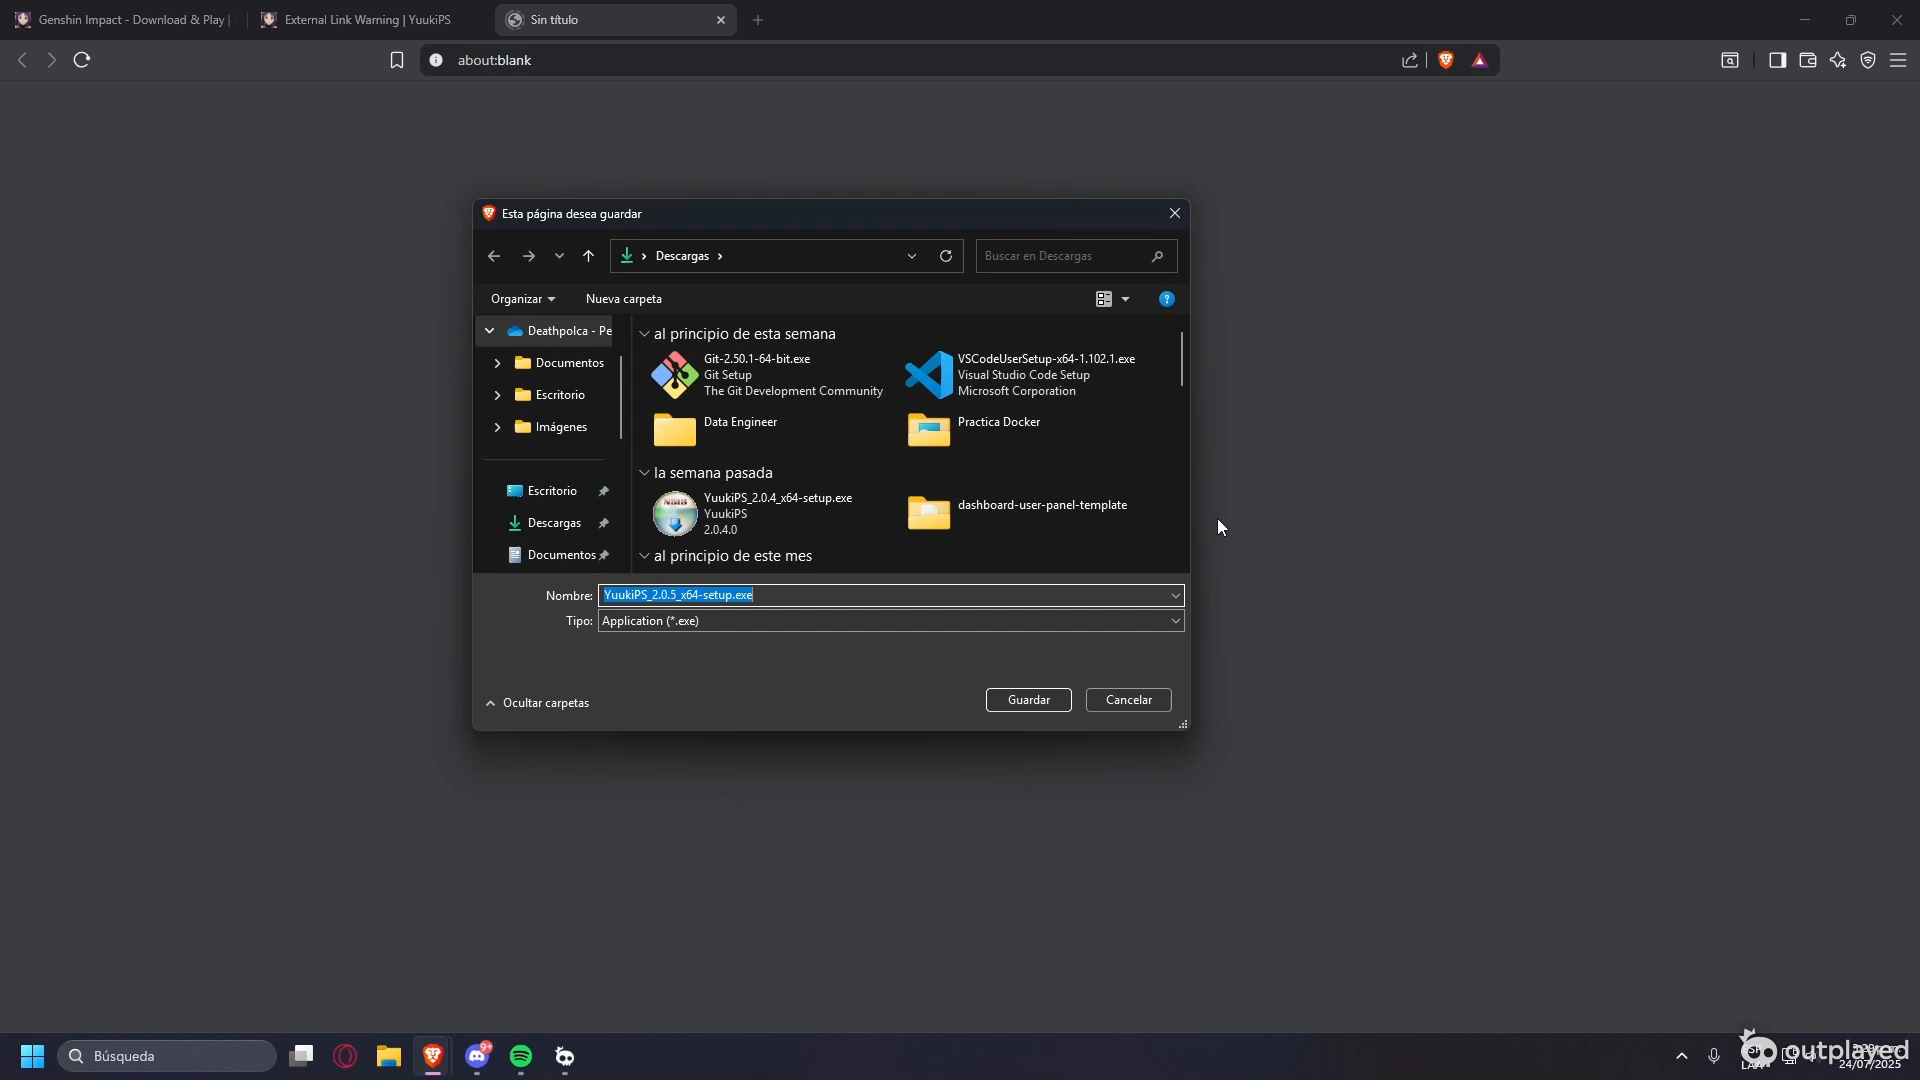 Genshin Impact - Download & Play |
External Link Warning | YuukiPS
Sin título
about:blank
Esta página desea guardar
Descargas
Buscar en Descargas
Organizar
Nueva carpeta
Deathpolca - Pe
Documentos
Escritorio
Imágenes
Escritorio
Descargas
Documentos
al principio de esta semana
Git-2.50.1-64-bit.exe
Git Setup
The Git Development Community
VSCodeUserSetup-x64-1.102.1.exe
Visual Studio Code Setup
Microsoft Corporation
Data Engineer
Practica Docker
la semana pasada
NSIS
YuukiPS_2.0.4_x64-setup.exe
YuukiPS
2.0.4.0
dashboard-user-panel-template
al principio de este mes
Nombre: YuukiPS_2.0.5_x64-setup.exe
Tipo: Application (*.exe)
Ocultar carpetas
Guardar
Cancelar
Búsqueda
9+
outplayed
24/07/2025